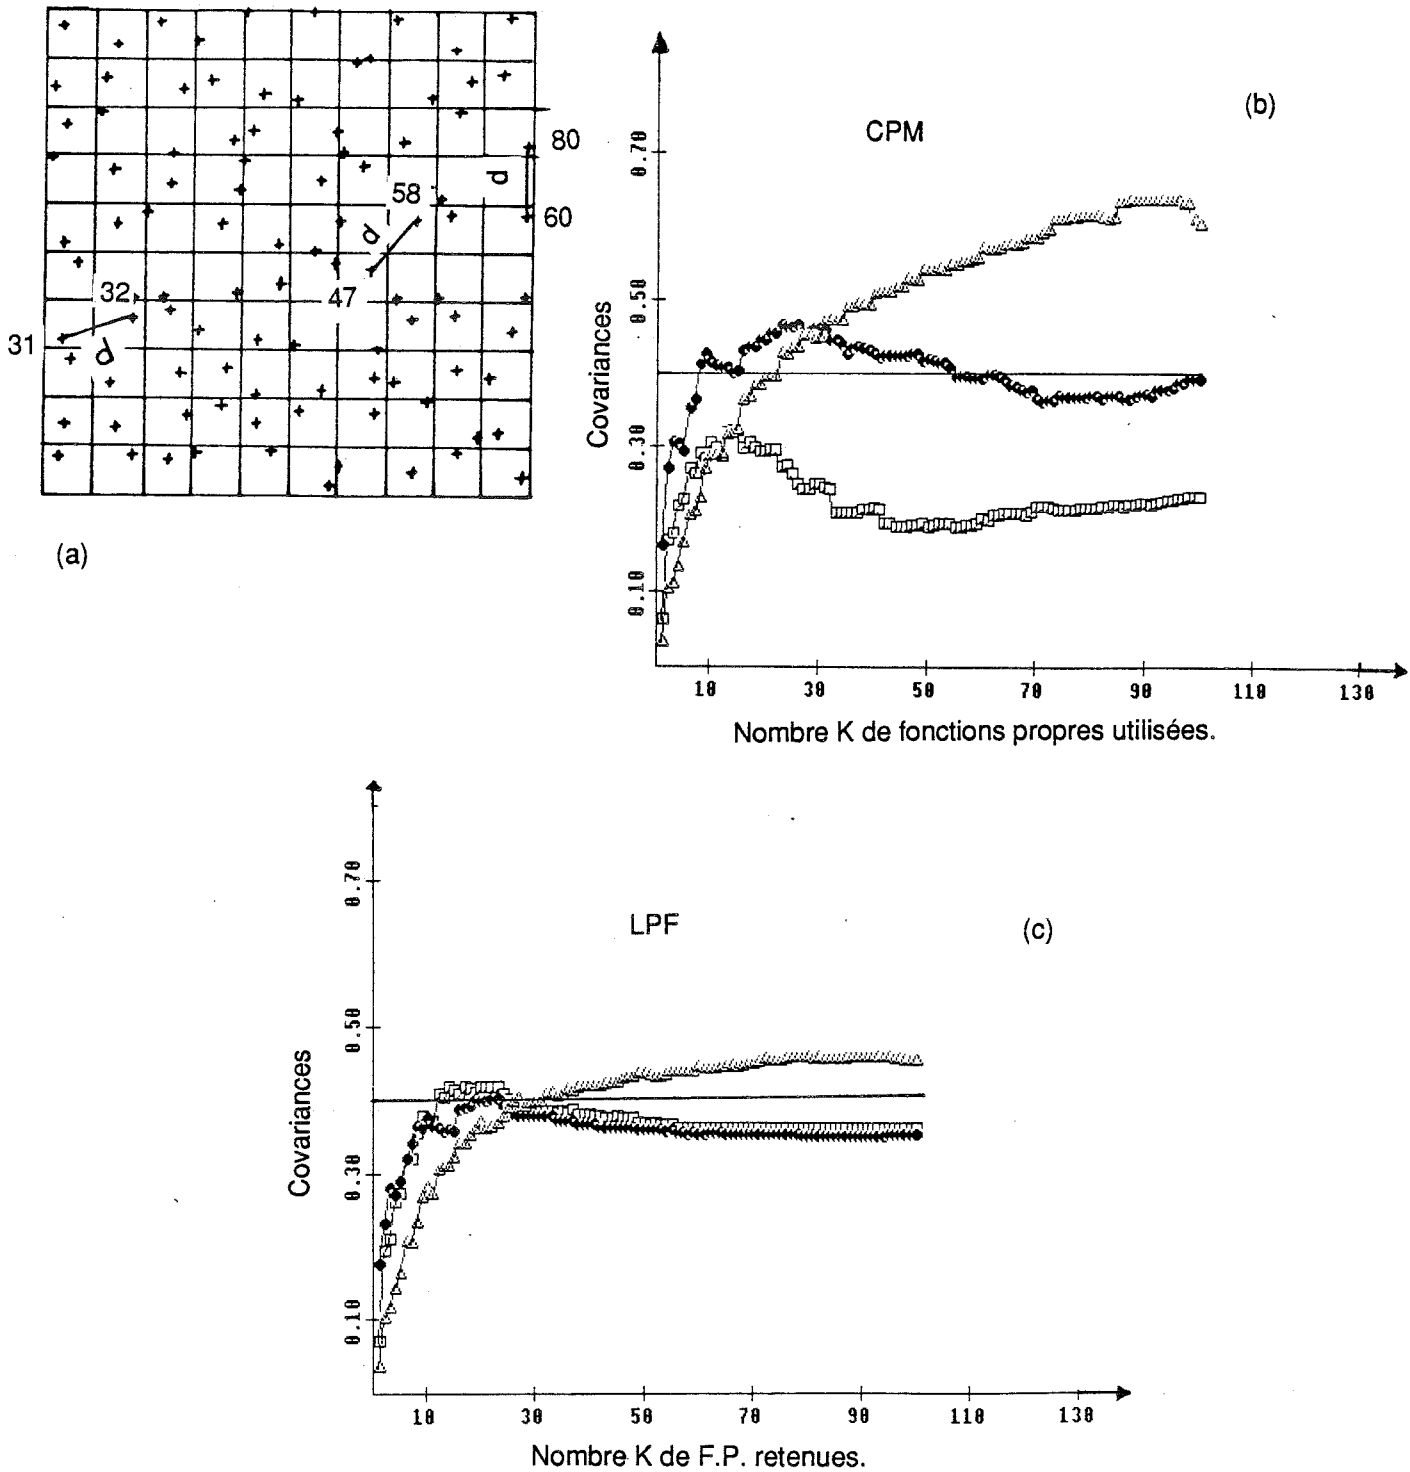 80
d
58
60
d
32
47
31
d
(a)
(b)
CPM
0.70
0.50
0.30
0.10
Covariances
10 30 50 70 90 110 130
Nombre K de fonctions propres utilisées.
LPF
(c)
0.70
0.50
0.30
0.10
Covariances
10 30 50 70 90 110 130
Nombre K de F.P. retenues.